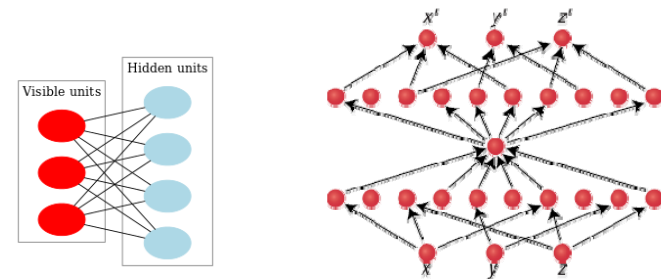 Hidden units
Visible units
x' y' z'
x y z